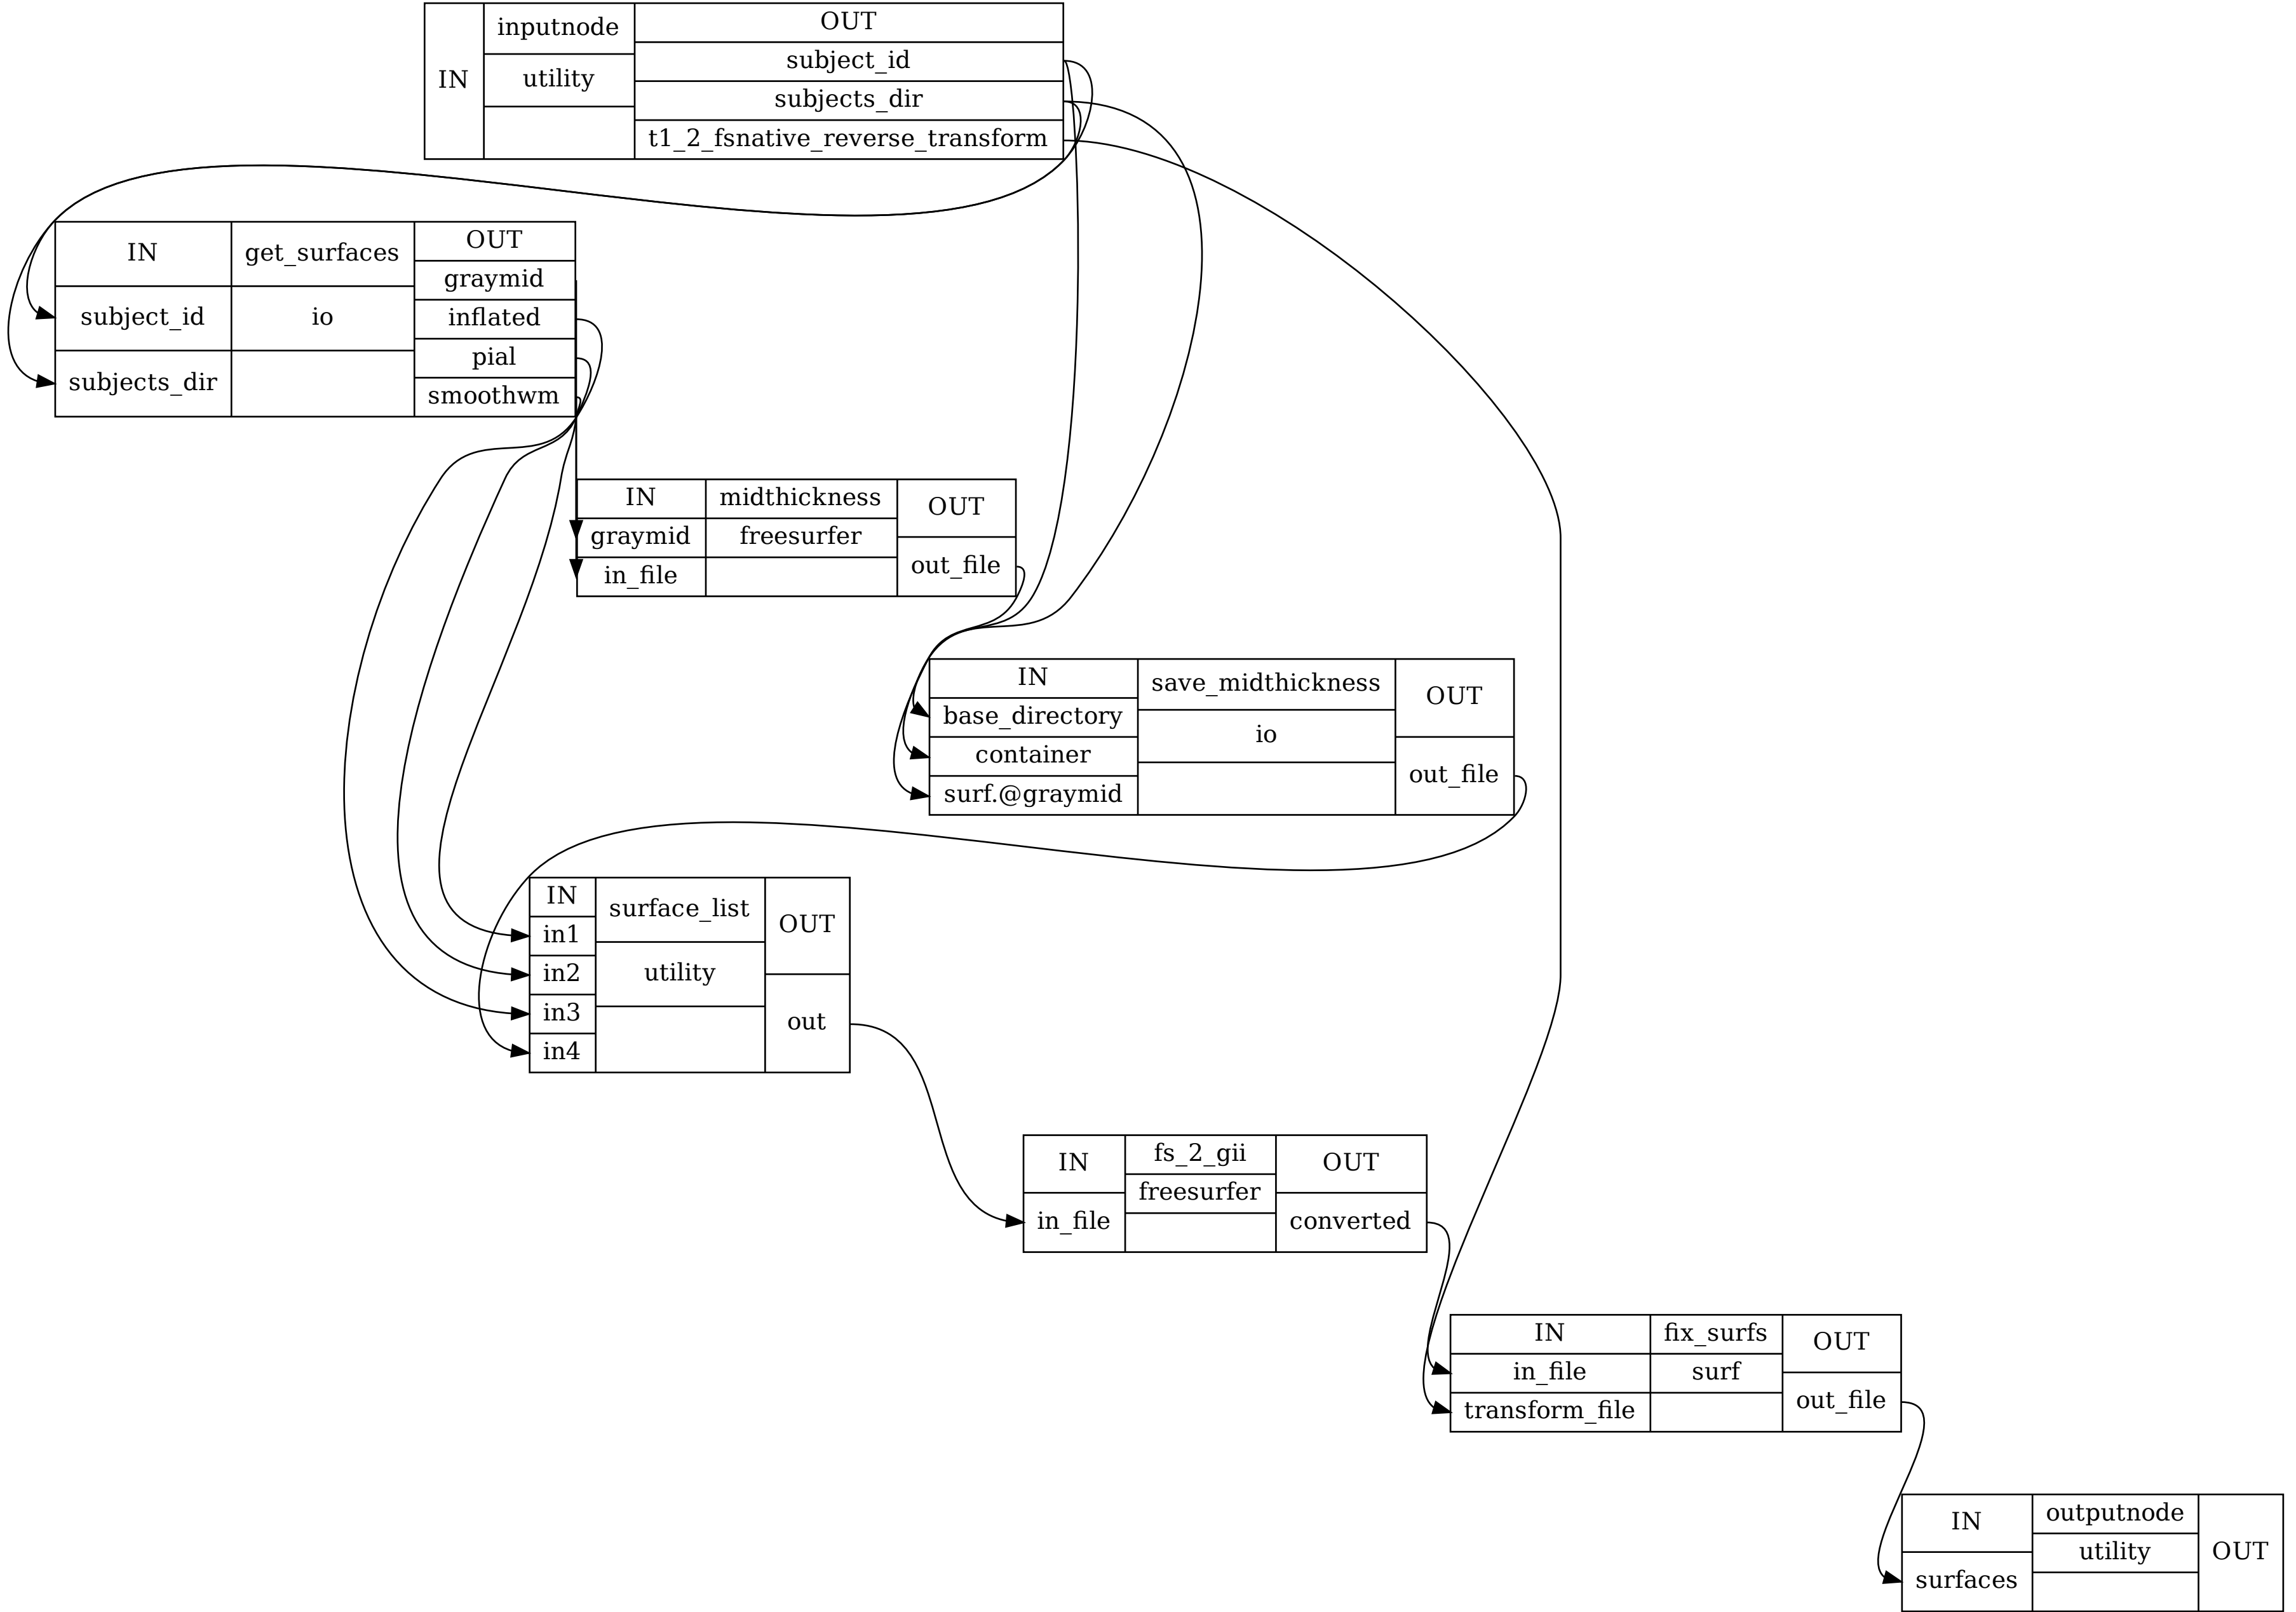 IN
inputnode
utility
OUT
subject_id
subjects_dir
t1_2_fsnative_reverse_transform
IN
subject_id
subjects_dir
get_surfaces
io
OUT
graymid
inflated
pial
smoothwm
IN
graymid
in_file
midthickness
freesurfer
OUT
out_file
IN
base_directory
container
surf.@graymid
save_midthickness
io
OUT
out_file
IN
in1
in2
in3
in4
surface_list
utility
OUT
out
IN
in_file
fs_2_gii
freesurfer
OUT
converted
IN
in_file
transform_file
fix_surfs
surf
OUT
out_file
IN
surfaces
outputnode
utility
OUT